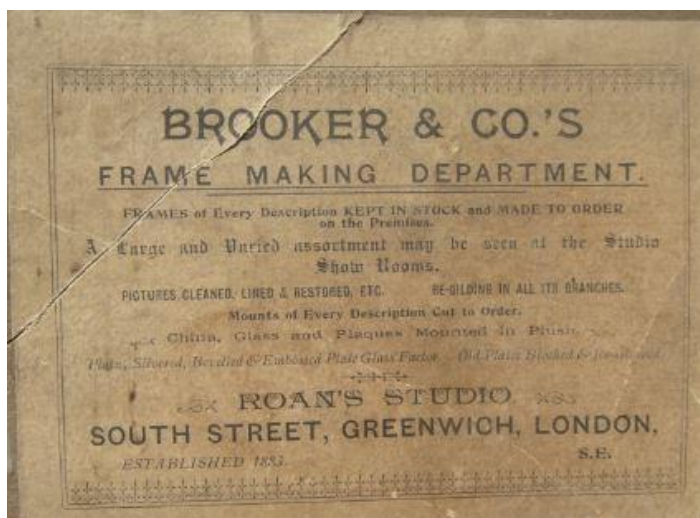 BROOKER & CO.'S
FRAME MAKING DEPARTMENT.
FRAMES of Every Description KEPT IN STOCK and MADE TO ORDER
on the Premises.
A Large and Varied assortment may be seen at the Studio
Show Rooms.
PICTURES CLEANED, LINED & RESTORED, ETC. RE-GILDING IN ALL ITS BRANCHES.
Mounts of Every Description Cut to Order.
China, Glass and Plaques Mounted in Plush.
Plain, Silvered, Bevelled & Embossed Plate Glass Factor. Old Plates
ROAN'S STUDIO
SOUTH STREET, GREENWICH, LONDON,
ESTABLISHED 1883. S.E.